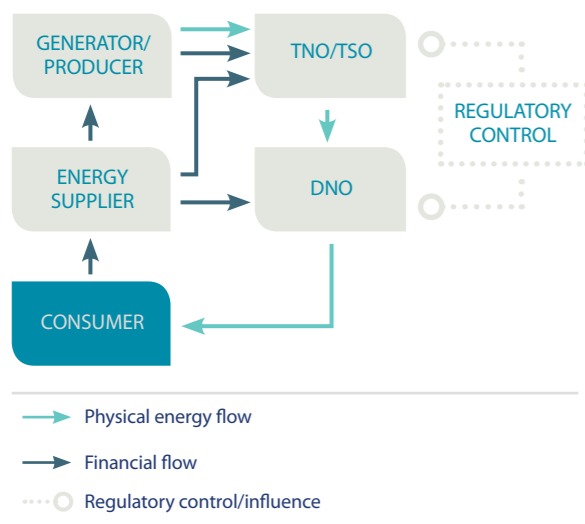 GENERATOR/
PRODUCER
TNO/TSO
REGULATORY
CONTROL
ENERGY
SUPPLIER
DNO
CONSUMER
Physical energy flow
Financial flow
Regulatory control/influence